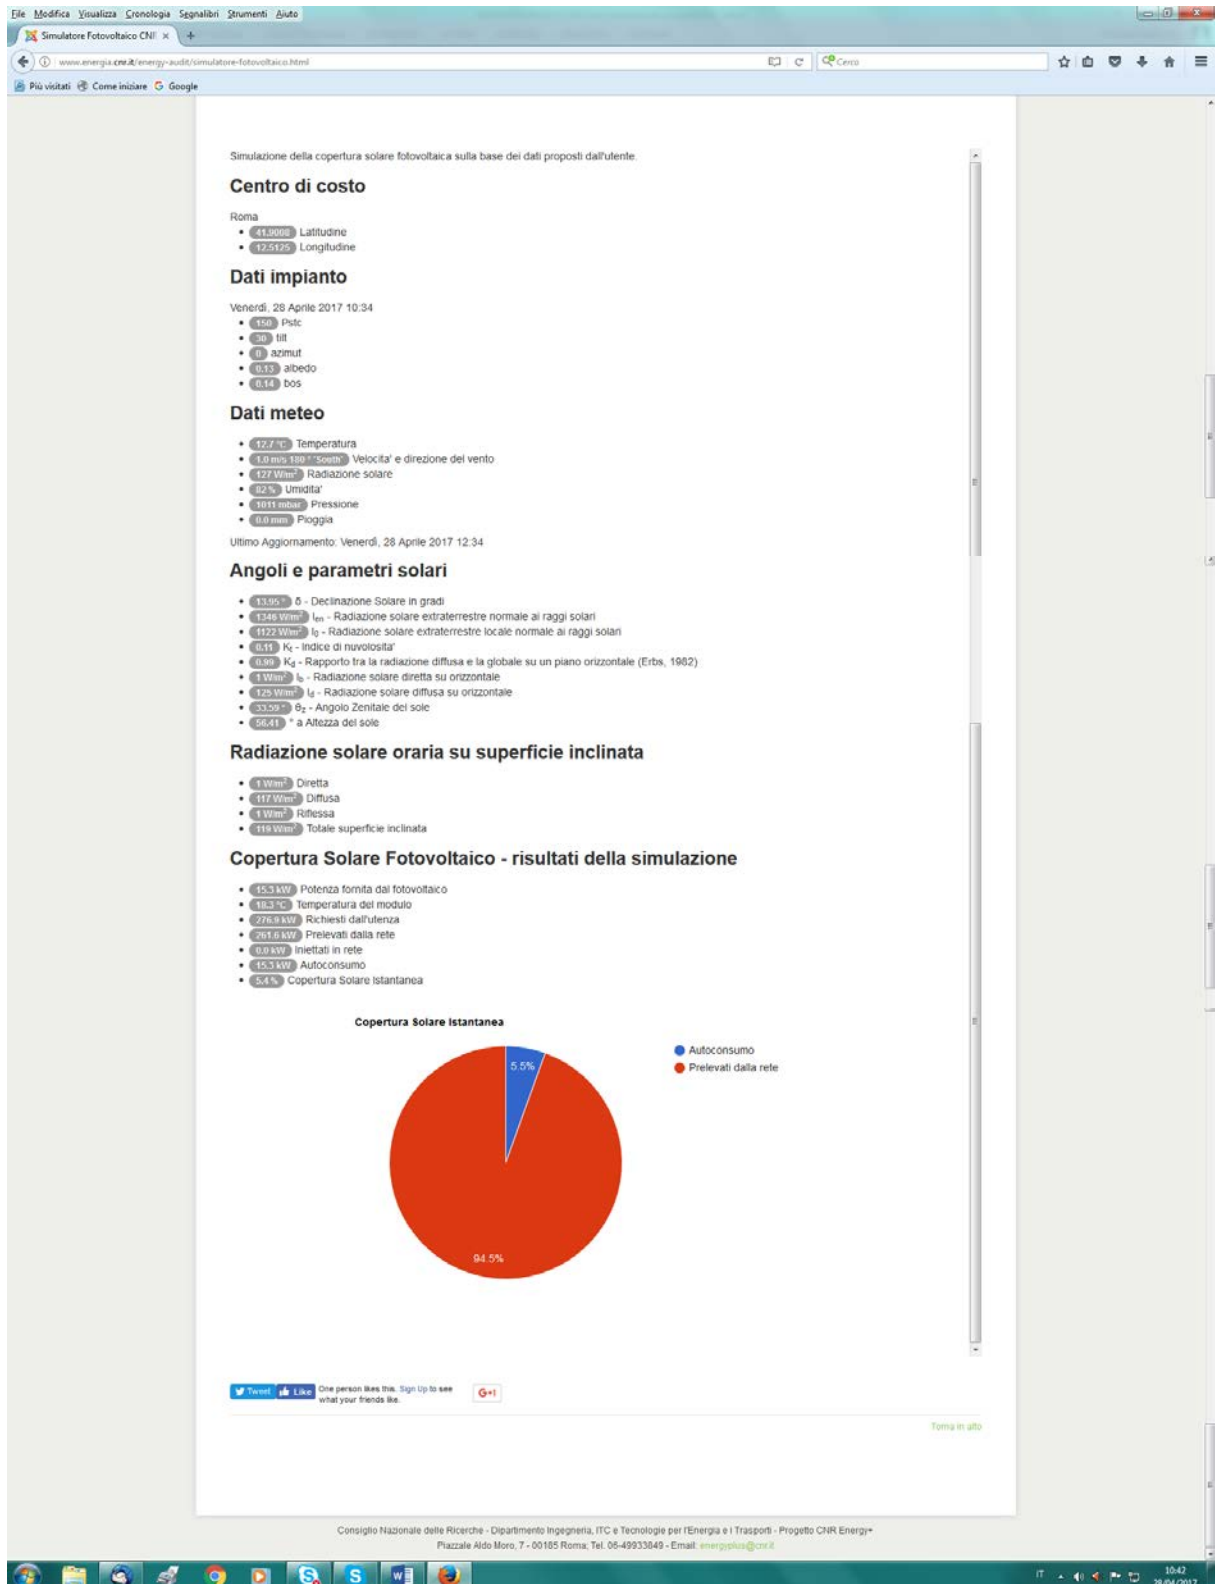 File Modifica Visualizza Cronologia Segnalibri Strumenti Aiuto
Simulatore Fotovoltaico CNR × +
www.energia.cnr.it/energy-audit/simulatore-fotovoltaico.html
Cerca
Più visitati Come iniziare Google
Simulazione della copertura solare fotovoltaica sulla base dei dati proposti dall'utente.
Centro di costo
Roma
• 41.9008 Latitudine
• 12.5125 Longitudine
Dati impianto
Venerdì, 28 Aprile 2017 10:34
• 150 Pstc
• 30 tilt
• 0 azimut
• 0.13 albedo
• 0.14 bos
Dati meteo
• 12.7 °C Temperatura
• 1.0 m/s 180 ° "South" Velocita' e direzione del vento
• 127 W/m² Radiazione solare
• 82 % Umidita'
• 1011 mbar Pressione
• 0.0 mm Pioggia
Ultimo Aggiornamento: Venerdì, 28 Aprile 2017 12:34
Angoli e parametri solari
• 13.95 ° δ - Declinazione Solare in gradi
• 1346 W/m² Ien - Radiazione solare extraterrestre normale ai raggi solari
• 1122 W/m² I0 - Radiazione solare extraterrestre locale normale ai raggi solari
• 0.11 Kt - Indice di nuvolosita'
• 0.99 Kd - Rapporto tra la radiazione diffusa e la globale su un piano orizzontale (Erbs, 1982)
• 1 W/m² Ib - Radiazione solare diretta su orizzontale
• 125 W/m² Id - Radiazione solare diffusa su orizzontale
• 33.59 ° θz - Angolo Zenitale del sole
• 56.41 ° a Altezza del sole
Radiazione solare oraria su superficie inclinata
• 1 W/m² Diretta
• 117 W/m² Diffusa
• 1 W/m² Riflessa
• 119 W/m² Totale superficie inclinata
Copertura Solare Fotovoltaico - risultati della simulazione
• 15.3 kW Potenza fornita dal fotovoltaico
• 18.3 °C Temperatura del modulo
• 276.9 kW Richiesti dall'utenza
• 261.6 kW Prelevati dalla rete
• 0.0 kW Iniettati in rete
• 15.3 kW Autoconsumo
• 5.4 % Copertura Solare Istantanea
Copertura Solare Istantanea
5.5%
94.5%
Autoconsumo
Prelevati dalla rete
Tweet Like One person likes this. Sign Up to see
what your friends like.
G+1
Torna in alto
Consiglio Nazionale delle Ricerche - Dipartimento Ingegneria, ITC e Tecnologie per l'Energia e i Trasporti - Progetto CNR Energy+
Piazzale Aldo Moro, 7 - 00185 Roma; Tel. 06-49933849 - Email: energyplus@cnr.it
IT
10:42
28/04/2017